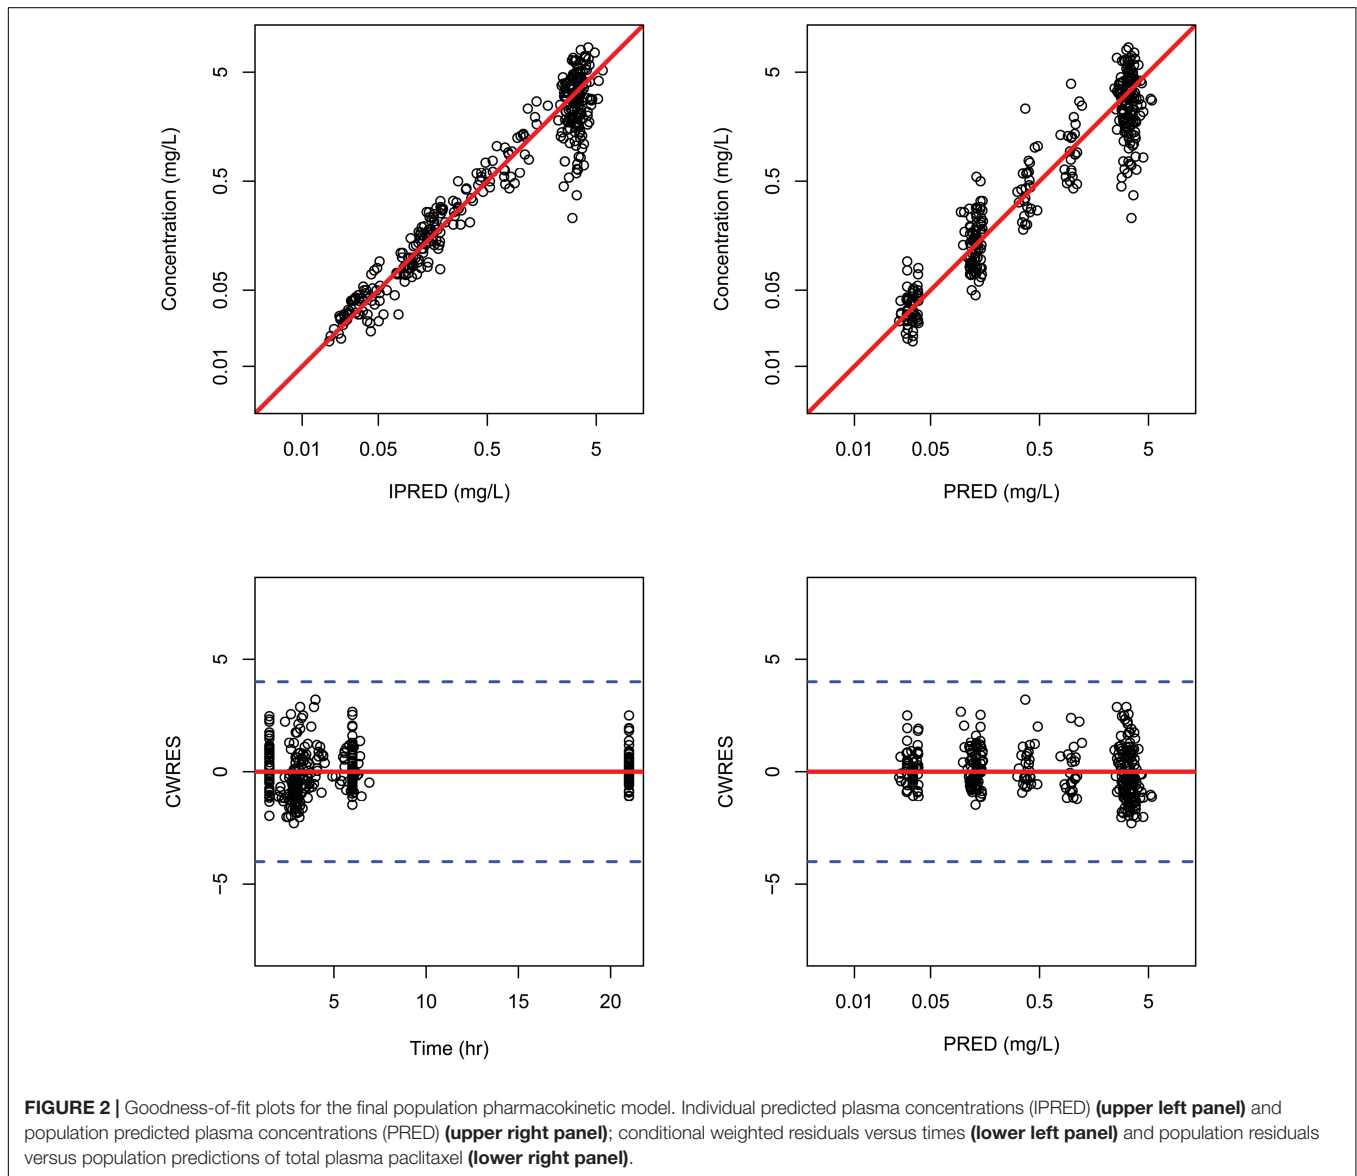 5
0.5
0.05
0.01
Concentration (mg/L)
0.01 0.05 0.5 5
IPRED (mg/L)
5
0.5
0.05
0.01
Concentration (mg/L)
0.01 0.05 0.5 5
PRED (mg/L)
5
0
−5
CWRES
5 10 15 20
Time (hr)
5
0
−5
CWRES
0.01 0.05 0.5 5
PRED (mg/L)
FIGURE 2 | Goodness-of-fit plots for the final population pharmacokinetic model. Individual predicted plasma concentrations (IPRED) (upper left panel) and
population predicted plasma concentrations (PRED) (upper right panel); conditional weighted residuals versus times (lower left panel) and population residuals
versus population predictions of total plasma paclitaxel (lower right panel).